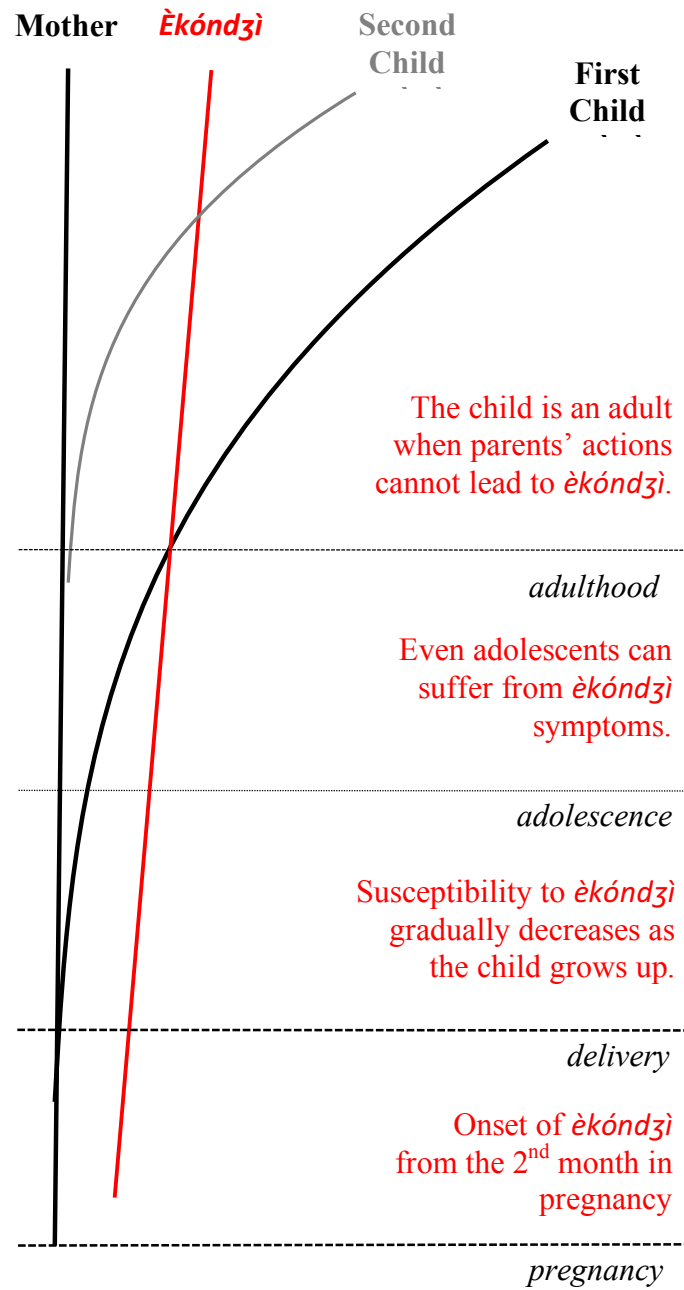 Mother
Èkóndʒì
Second
Child
First
Child
The child is an adult
when parents’ actions
cannot lead to èkóndʒì.
adulthood
Even adolescents can
suffer from èkóndʒì
symptoms.
adolescence
Susceptibility to èkóndʒì
gradually decreases as
the child grows up.
delivery
Onset of èkóndʒì
from the 2nd month in
pregnancy
pregnancy